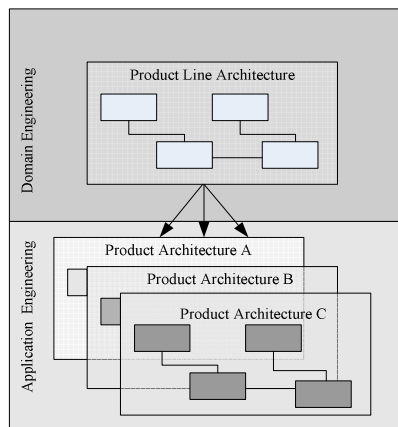 Domain Engineering
Product Line Architecture
Application Engineering
Product Architecture A
Product Architecture B
Product Architecture C